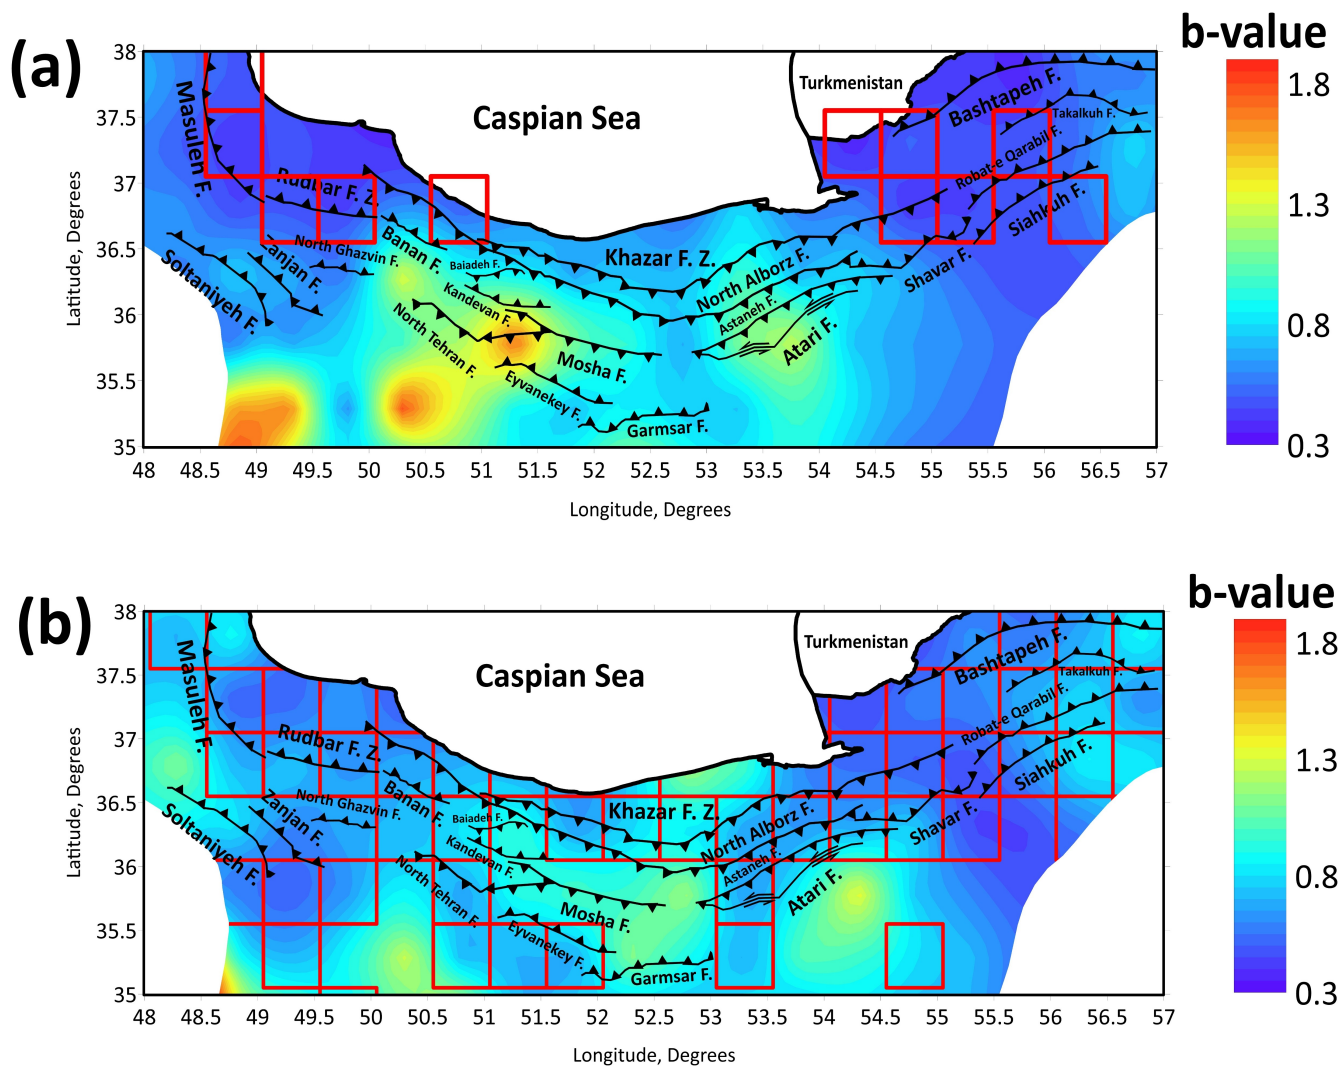 (a)
b-value
38
37.5
37
36.5
36
35.5
35
Latitude, Degrees
Caspian Sea
Turkmenistan
Bashtapeh F.
Takalkuh F.
Masuleh F.
Robat-e Qarabil F.
Rudbar F. Z.
Siahkuh F.
Banan F.
North Ghazvin F.
Zanjan F.
Baiadeh F.
Khazar F. Z.
North Alborz F.
Shavar F.
Soltaniyeh F.
Kandevan F.
Astaneh F.
North Tehran F.
Mosha F.
Atari F.
Eyvanekey F.
Garmsar F.
48 48.5 49 49.5 50 50.5 51 51.5 52 52.5 53 53.5 54 54.5 55 55.5 56 56.5 57
Longitude, Degrees
1.8
1.3
0.8
0.3
(b)
b-value
38
37.5
37
36.5
36
35.5
35
Latitude, Degrees
Caspian Sea
Turkmenistan
Bashtapeh F.
Takalkuh F.
Masuleh F.
Robat-e Qarabil F.
Rudbar F. Z.
Siahkuh F.
Banan F.
North Ghazvin F.
Zanjan F.
Baiadeh F.
Khazar F. Z.
North Alborz F.
Shavar F.
Soltaniyeh F.
Kandevan F.
Astaneh F.
North Tehran F.
Mosha F.
Atari F.
Eyvanekey F.
Garmsar F.
48 48.5 49 49.5 50 50.5 51 51.5 52 52.5 53 53.5 54 54.5 55 55.5 56 56.5 57
Longitude, Degrees
1.8
1.3
0.8
0.3